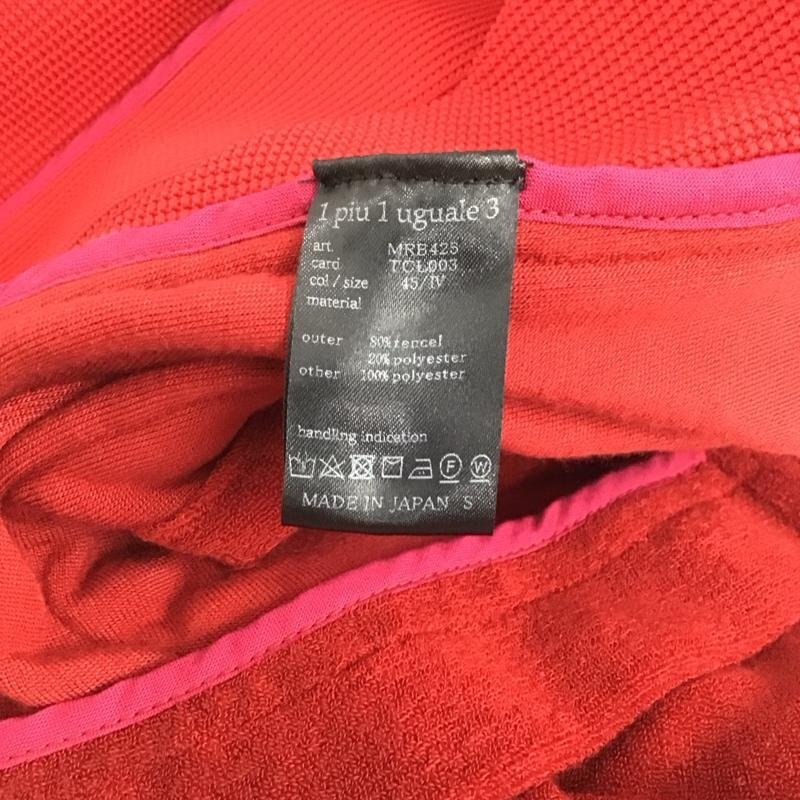 1 piu 1 uguale 3
art. MRB425
card TCL003
col / size 45/IV
material
outer 80% tencel
20% polyester
other 100% polyester
handling indication
F W
MADE IN JAPAN S